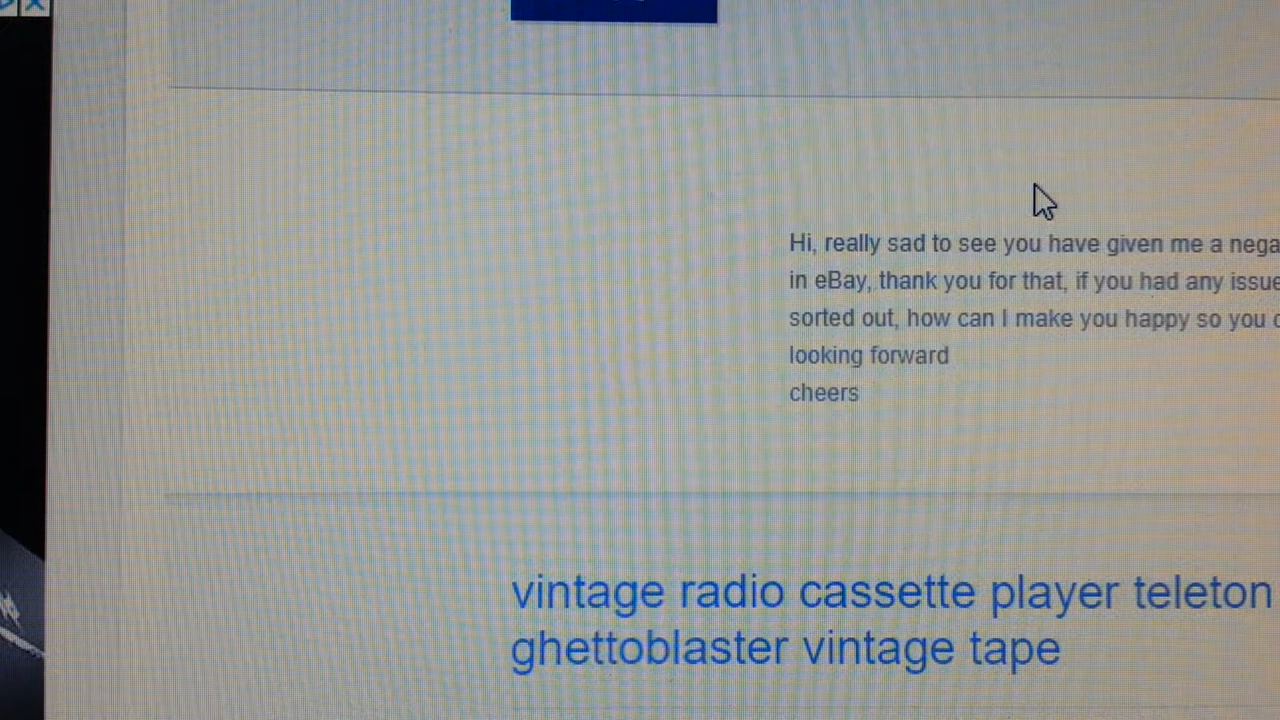 Hi, really sad to see you have given me a
in eBay, thank you for that, if you had any
sorted out, how can I make you happy so you
looking forward
cheers
vintage radio cassette player teleton
ghettoblaster vintage tape